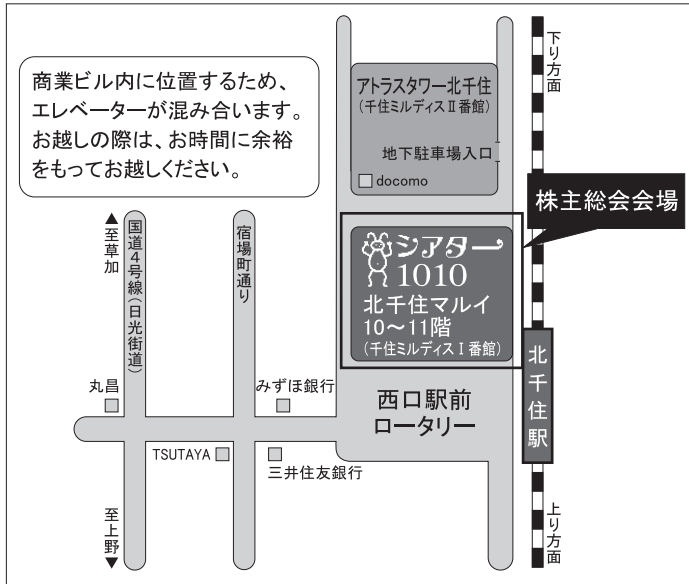 商業ビル内に位置するため、
エレベーターが混み合います。
お越しの際は、お時間に余裕
をもってお越しください。
アトラスタワー北千住
(千住ミルディスⅡ番館)
地下駐車場入口
docomo
下り方面
株主総会会場
シアター
1010
北千住マルイ
10～11階
(千住ミルディスⅠ番館)
北千住駅
▲至草加
国道4号線(日光街道)
宿場町通り
丸昌
みずほ銀行
西口駅前
ロータリー
TSUTAYA
三井住友銀行
至上野▼
上り方面